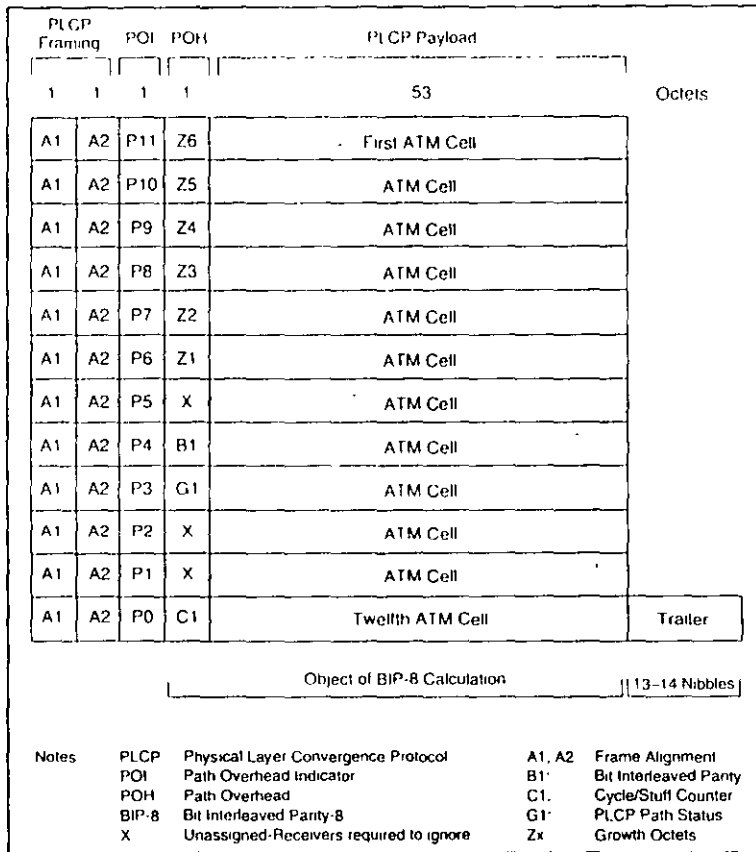 PLCP
Framing POI POH PLCP Payload
1 1 1 1 53 Octets
A1 A2 P11 Z6 First ATM Cell
A1 A2 P10 Z5 ATM Cell
A1 A2 P9 Z4 ATM Cell
A1 A2 P8 Z3 ATM Cell
A1 A2 P7 Z2 ATM Cell
A1 A2 P6 Z1 ATM Cell
A1 A2 P5 X ATM Cell
A1 A2 P4 B1 ATM Cell
A1 A2 P3 G1 ATM Cell
A1 A2 P2 X ATM Cell
A1 A2 P1 X ATM Cell
A1 A2 P0 C1 Twelfth ATM Cell Trailer
Object of BIP-8 Calculation 13–14 Nibbles
Notes PLCP Physical Layer Convergence Protocol A1, A2 Frame Alignment
POI Path Overhead Indicator B1 Bit Interleaved Parity
POH Path Overhead C1 Cycle/Stuff Counter
BIP-8 Bit Interleaved Parity-8 G1 PLCP Path Status
X Unassigned-Receivers required to ignore Zx Growth Octets